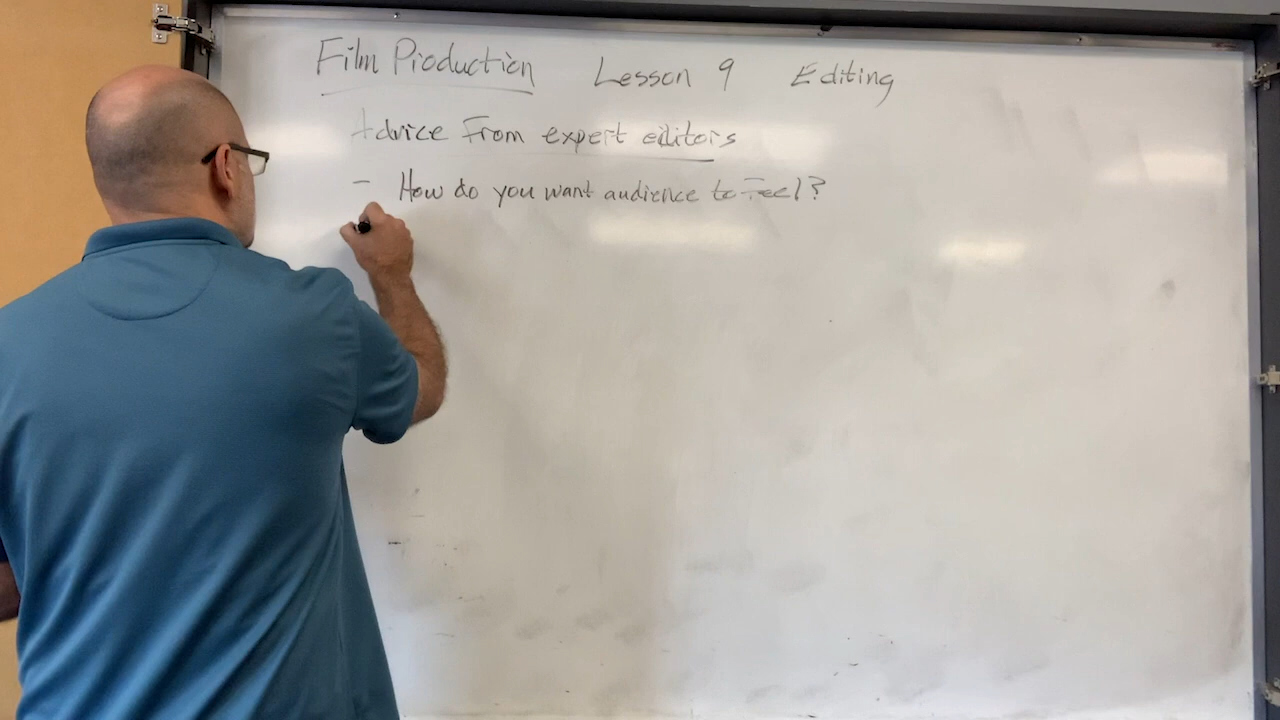 Film Production Lesson 9 Editing
Advice From expert editors
- How do you want audience to Feel?